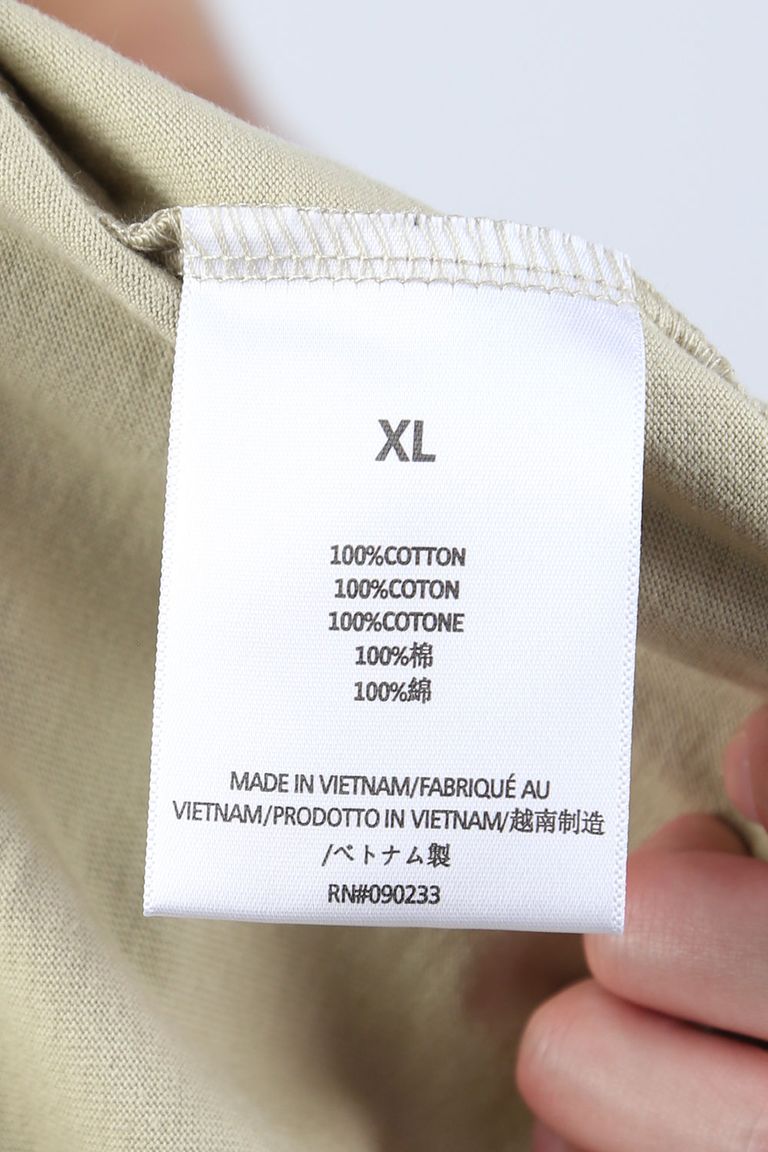 XL
100%COTTON
100%COTON
100%COTONE
100%棉
100%綿
MADE IN VIETNAM/FABRIQUÉ AU
VIETNAM/PRODOTTO IN VIETNAM/越南制造
/ベトナム製
RN#090233